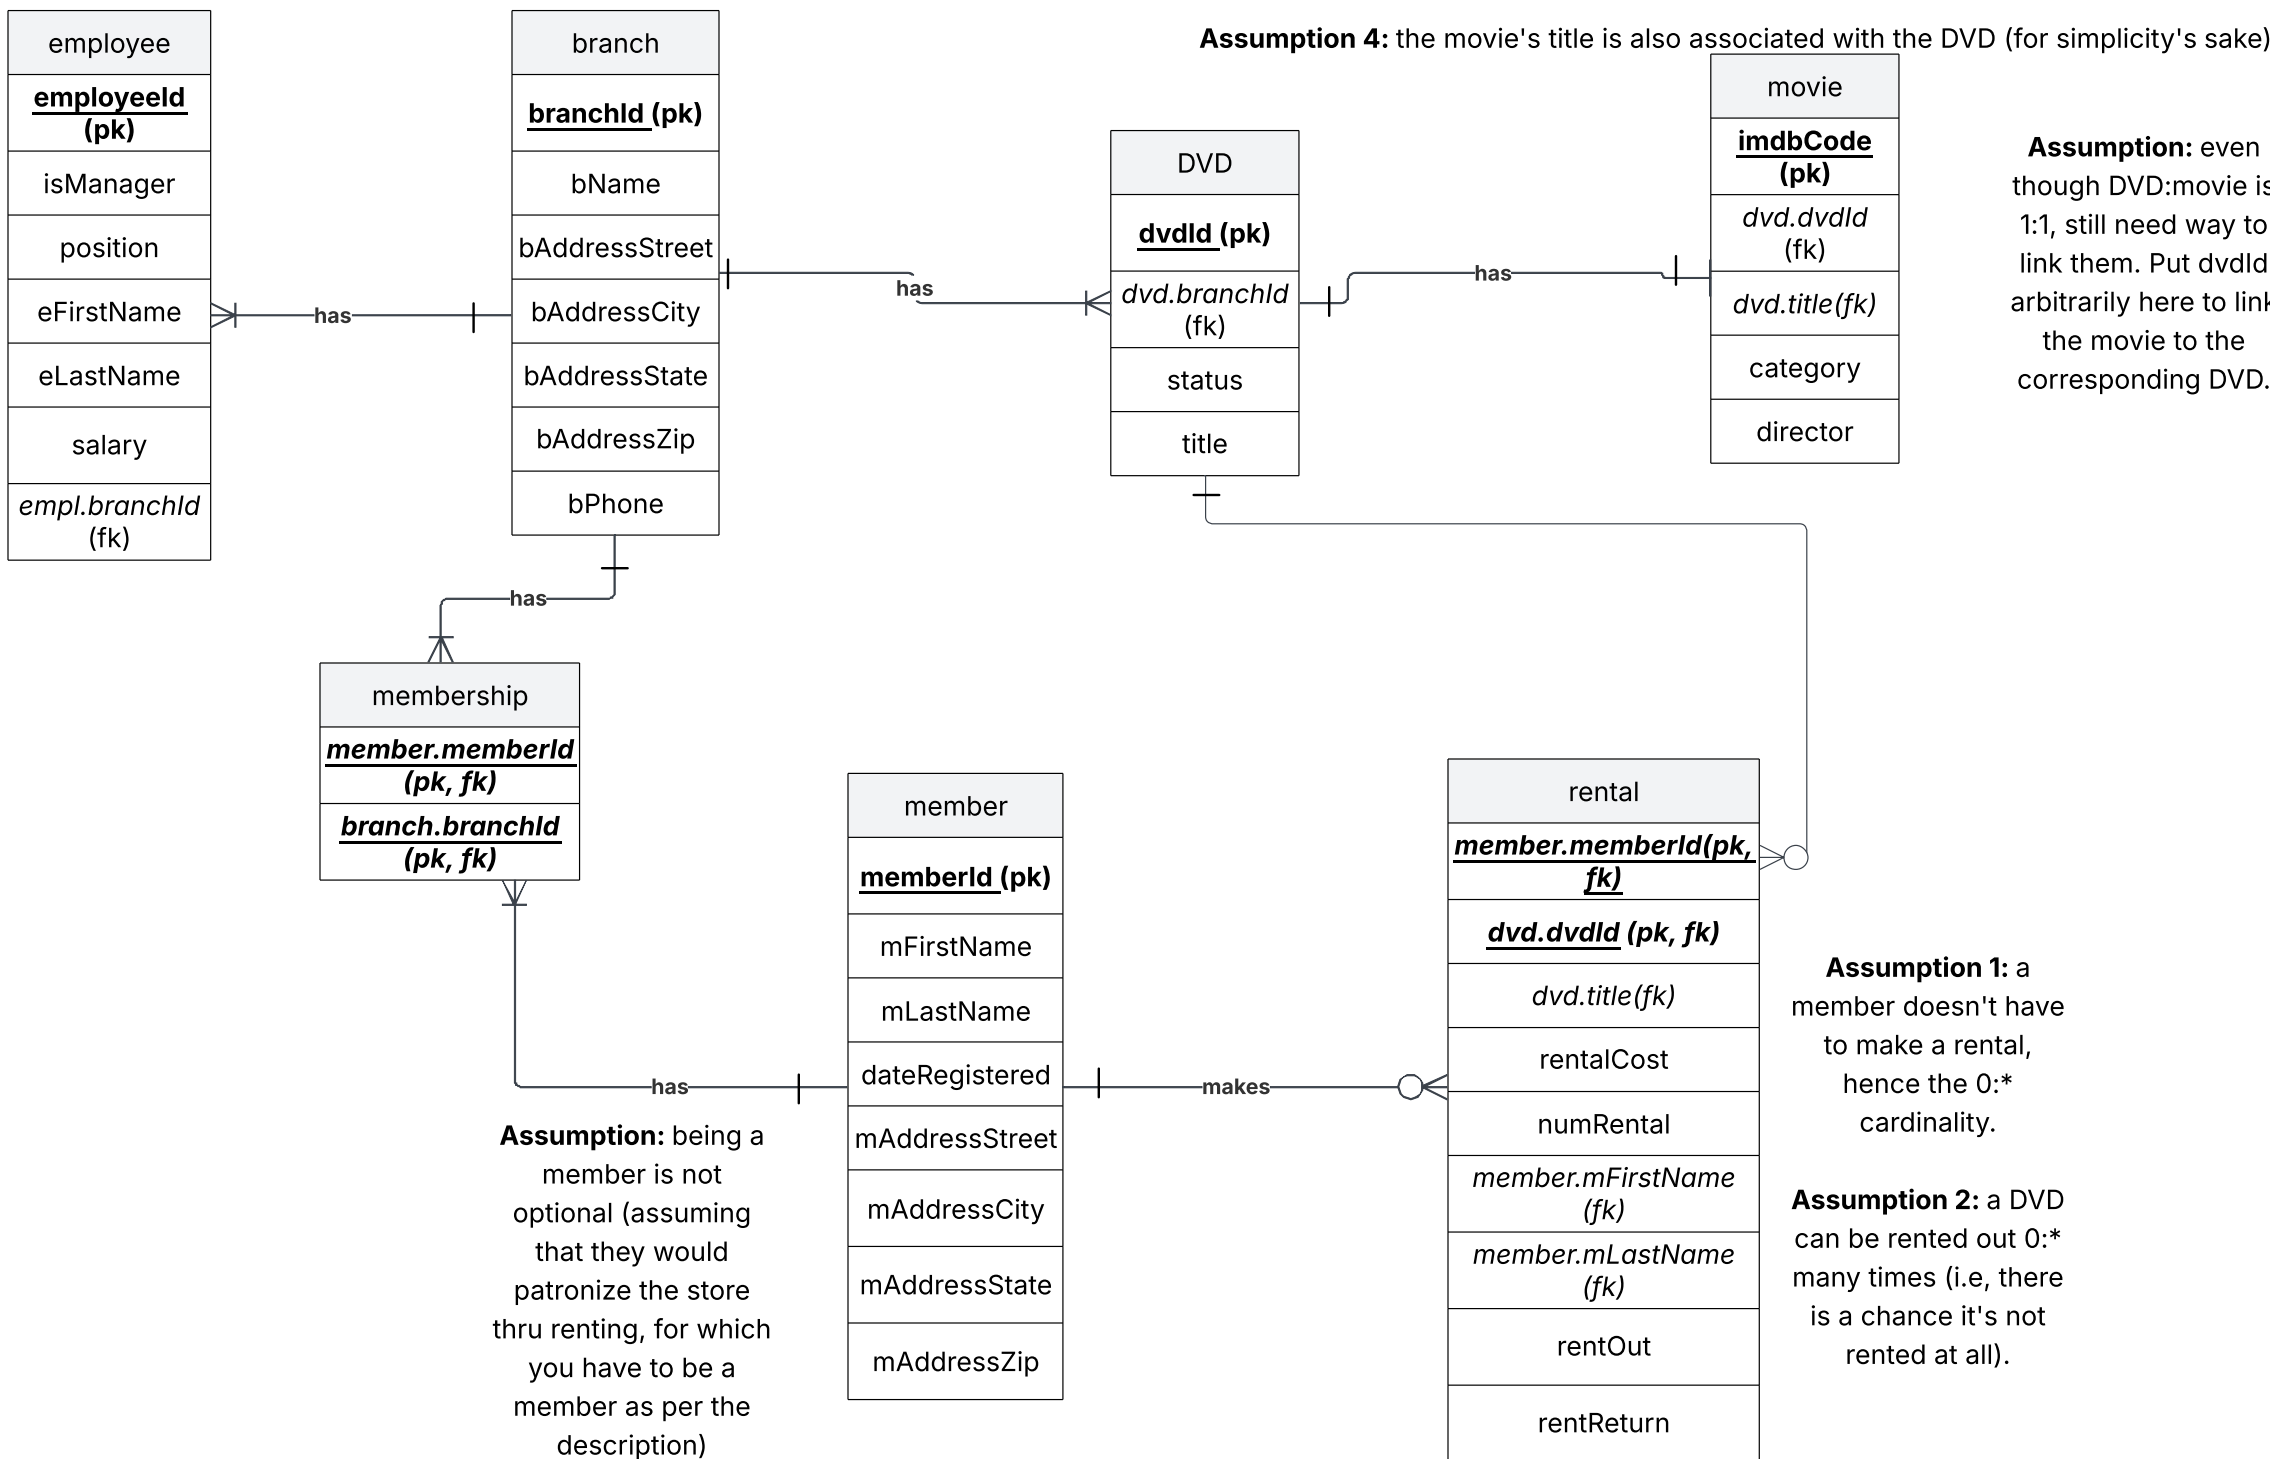 employee
employeeId
(pk)
isManager
position
eFirstName
eLastName
salary
empl.branchId
(fk)
has
branch
branchId (pk)
bName
bAddressStreet
bAddressCity
bAddressState
bAddressZip
bPhone
has
DVD
dvdId (pk)
dvd.branchId
(fk)
status
title
has
Assumption 4: the movie's title is also associated with the DVD (for simplicity's sake)
movie
imdbCode
(pk)
dvd.dvdId
(fk)
dvd.title(fk)
category
director
Assumption: even
though DVD:movie is
1:1, still need way to
link them. Put dvdId
arbitrarily here to link
the movie to the
corresponding DVD.
has
membership
member.memberId
(pk, fk)
branch.branchId
(pk, fk)
has
Assumption: being a
member is not
optional (assuming
that they would
patronize the store
thru renting, for which
you have to be a
member as per the
description)
member
memberId (pk)
mFirstName
mLastName
dateRegistered
mAddressStreet
mAddressCity
mAddressState
mAddressZip
makes
rental
member.memberId(pk,
fk)
dvd.dvdId (pk, fk)
dvd.title(fk)
rentalCost
numRental
member.mFirstName
(fk)
member.mLastName
(fk)
rentOut
rentReturn
Assumption 1: a
member doesn't have
to make a rental,
hence the 0:*
cardinality.
Assumption 2: a DVD
can be rented out 0:*
many times (i.e, there
is a chance it's not
rented at all).